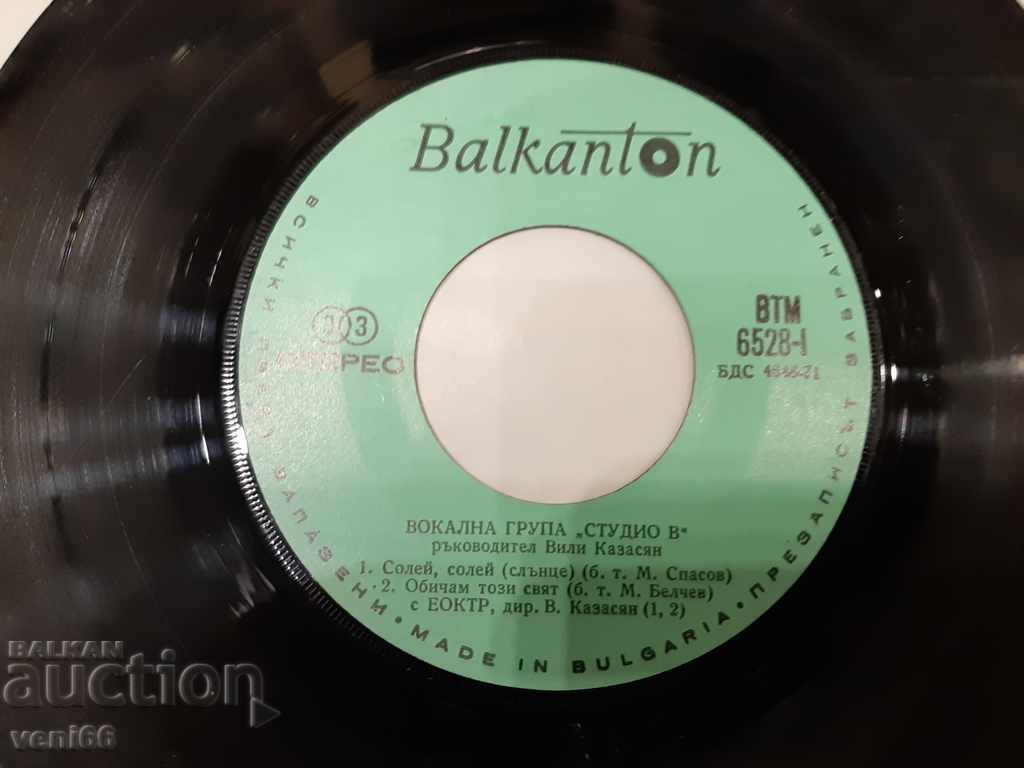 Balkanton
33
СТЕРЕО
ВТМ
6528-I
БДС
ВОКАЛНА ГРУПА „СТУДИО В“
ръководител Вили Казасян
1. Солей, солей (слънце) (б. т. М. Спасов)
2. Обичам този свят (б. т. М. Белчев)
с ЕОКТР, дир. В. Казасян (1, 2)
ВСИЧКИ ПРАВА ЗАПАЗЕНИ • MADE IN BULGARIA • ПРЕЗАПИСЪТ ЗАБРАНЕН
BALKAN
auction
veni66